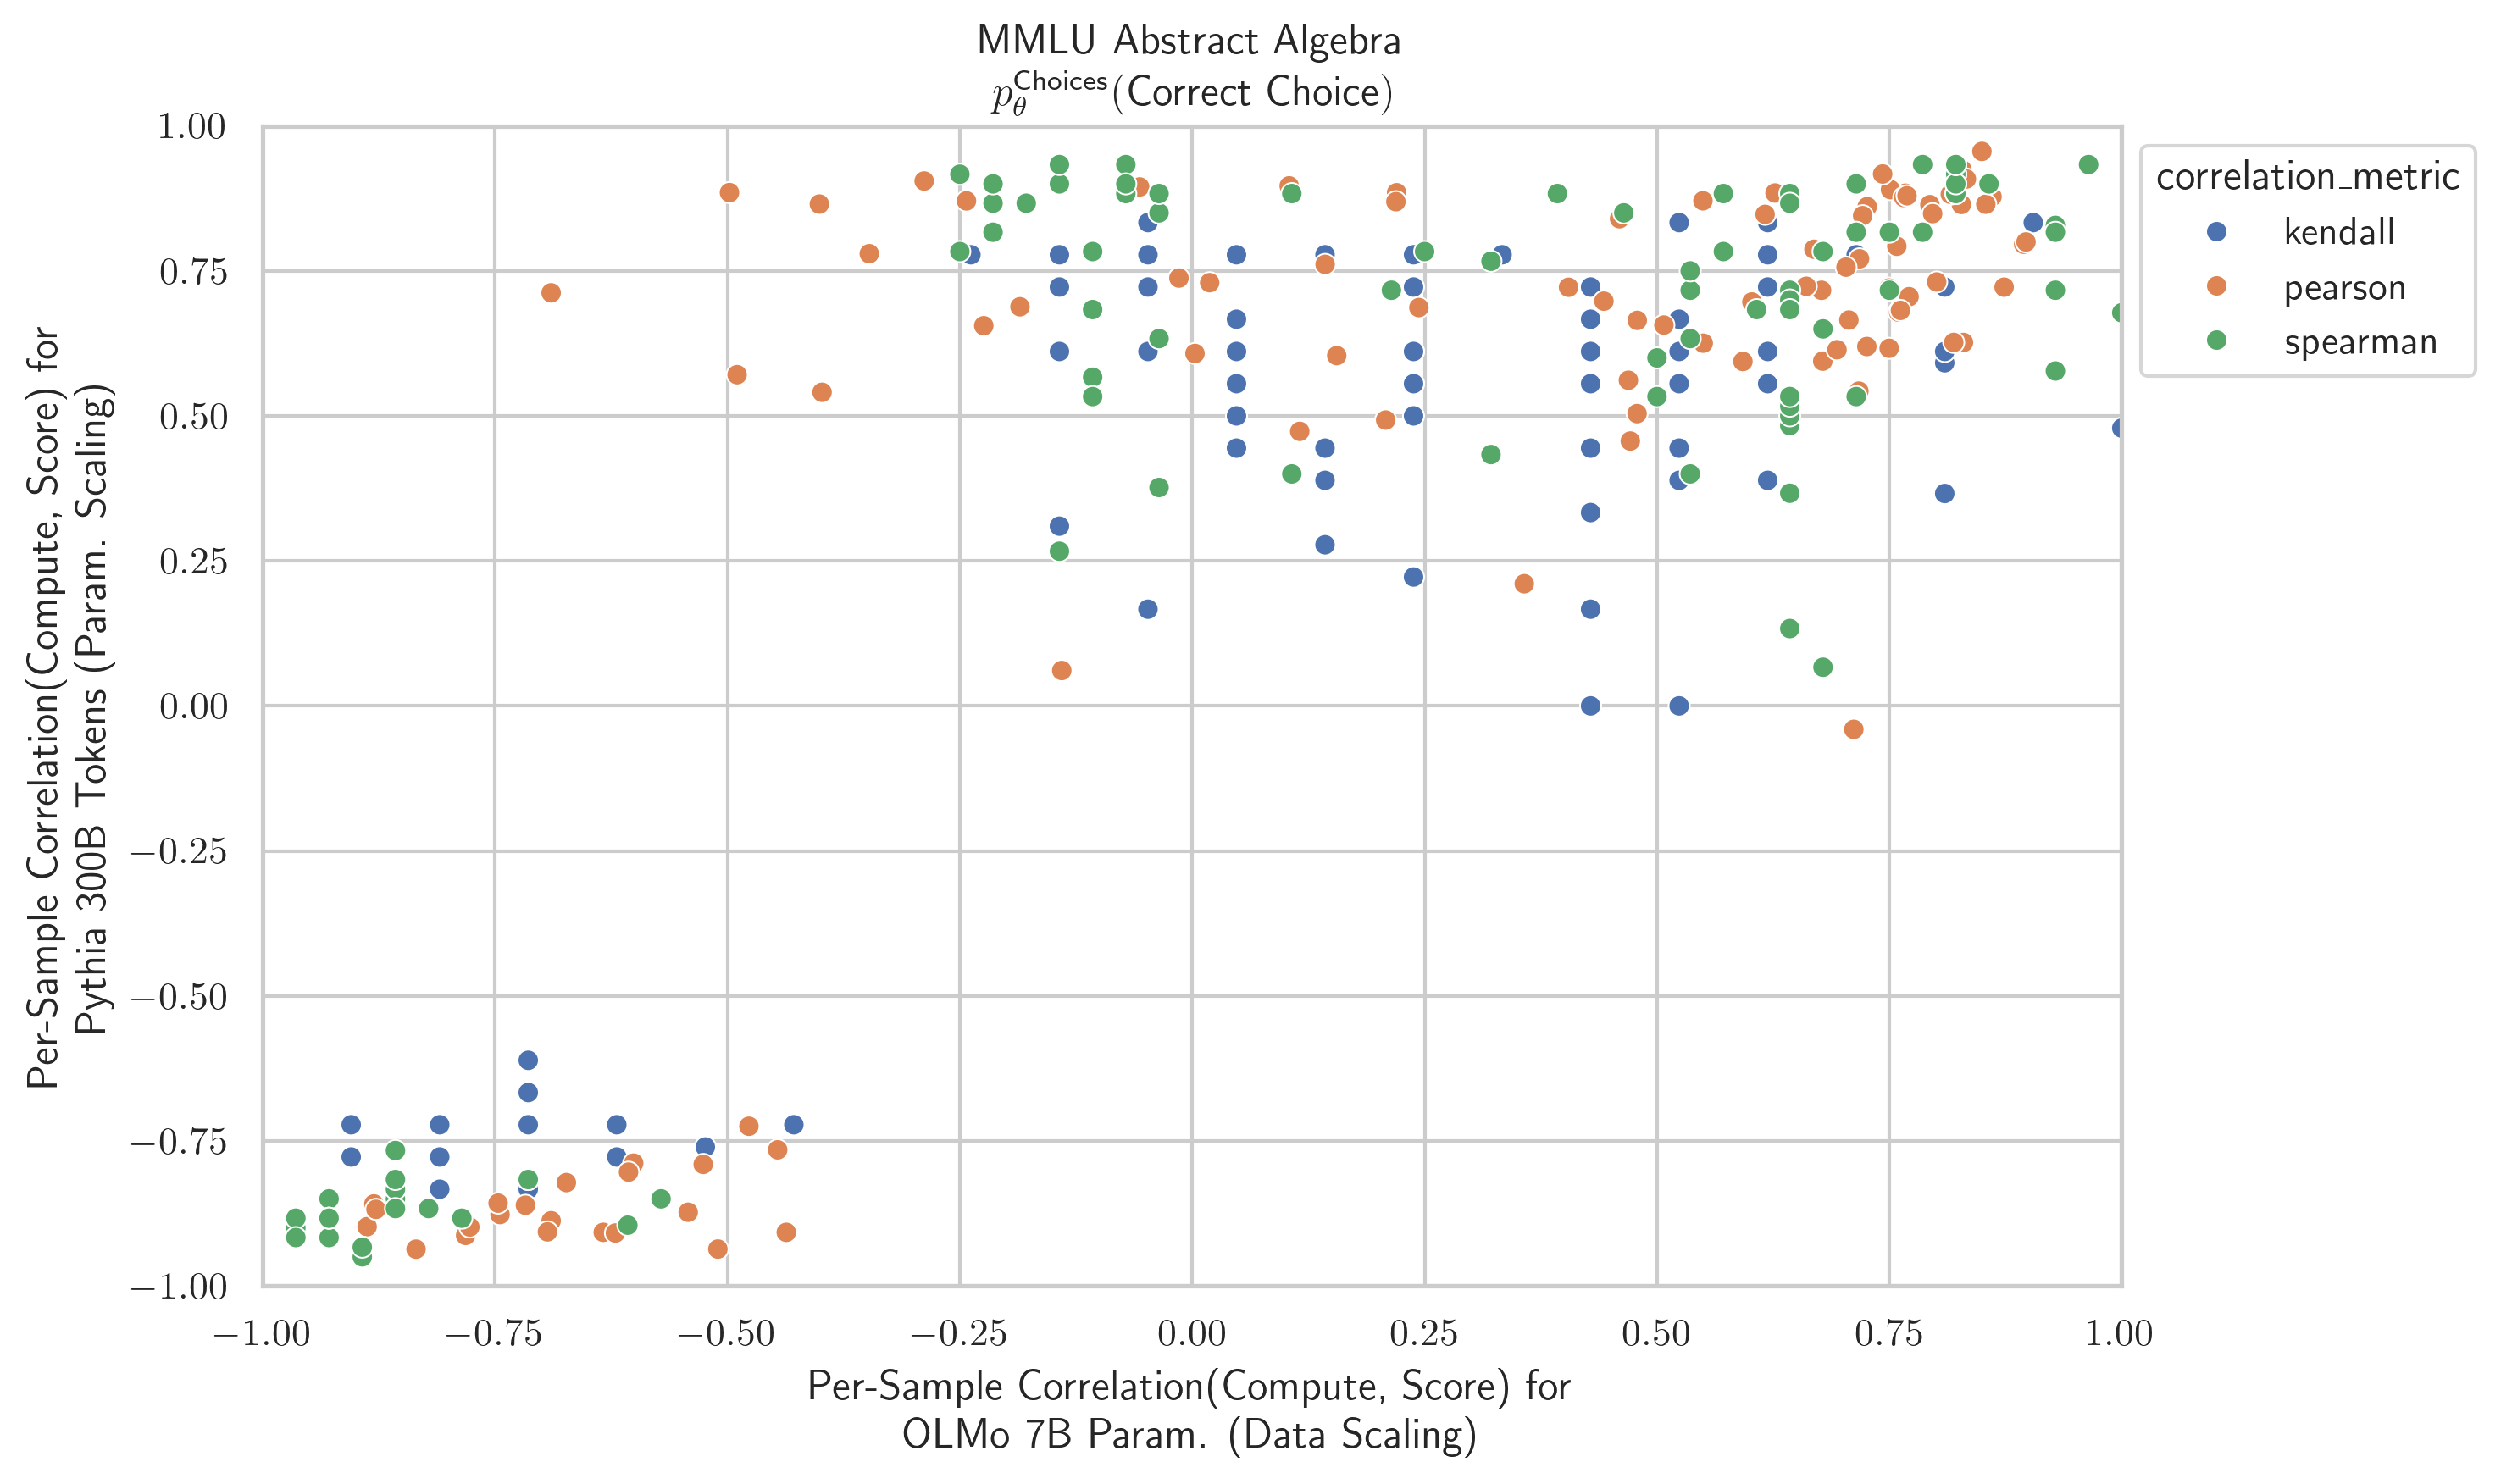 MMLU Abstract Algebra
p_θ^Choices(Correct Choice)
1.00
0.75
0.50
0.25
0.00
−0.25
−0.50
−0.75
−1.00
Per-Sample Correlation(Compute, Score) for
Pythia 300B Tokens (Param. Scaling)
−1.00
−0.75
−0.50
−0.25
0.00
0.25
0.50
0.75
1.00
Per-Sample Correlation(Compute, Score) for
OLMo 7B Param. (Data Scaling)
correlation_metric
kendall
pearson
spearman